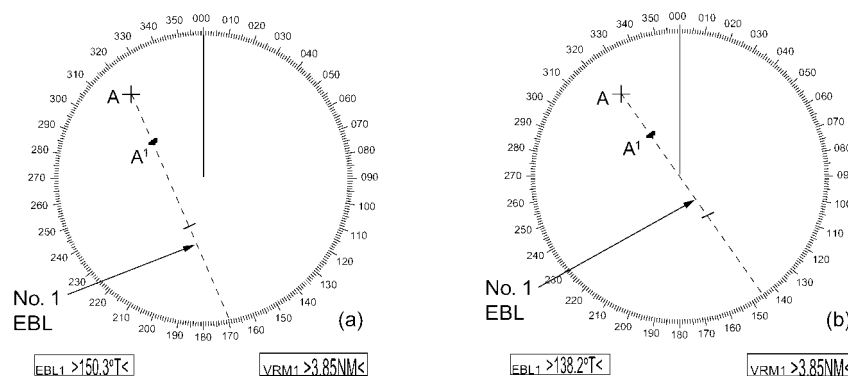 350 000 010
340 020
330 030
320 040
310 050
A
300 060
290 070
A¹
280 080
270 090
260 100
250 110
240 120
230 130
No. 1
EBL
220 140
210 150
(a)
200 190 180 170 160
EBL1 >150.3°T<
VRM1 >3.85NM<
350 000 010
340 020
330 030
320 040
310 050
A
300 060
290 070
A¹
280 080
270 090
260 100
250 110
240 120
230 130
No. 1
EBL
220 140
210 150
(b)
200 190 180 170 160
EBL1 >138.2°T<
VRM1 >3.85NM<